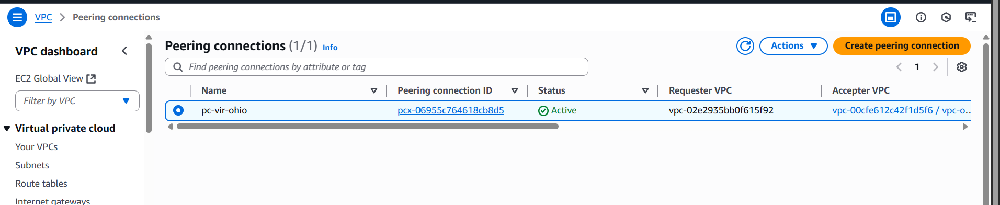 VPC > Peering connections
VPC dashboard
EC2 Global View
Filter by VPC
Virtual private cloud
Your VPCs
Subnets
Route tables
Internet gateways
Peering connections (1/1) Info
Actions
Create peering connection
Find peering connections by attribute or tag
1
Name Peering connection ID Status Requester VPC Accepter VPC
pc-vir-ohio pcx-06955c764618cb8d5 Active vpc-02e2935bb0f615f92 vpc-00cfe612c42f1d5f6 / vpc-o…